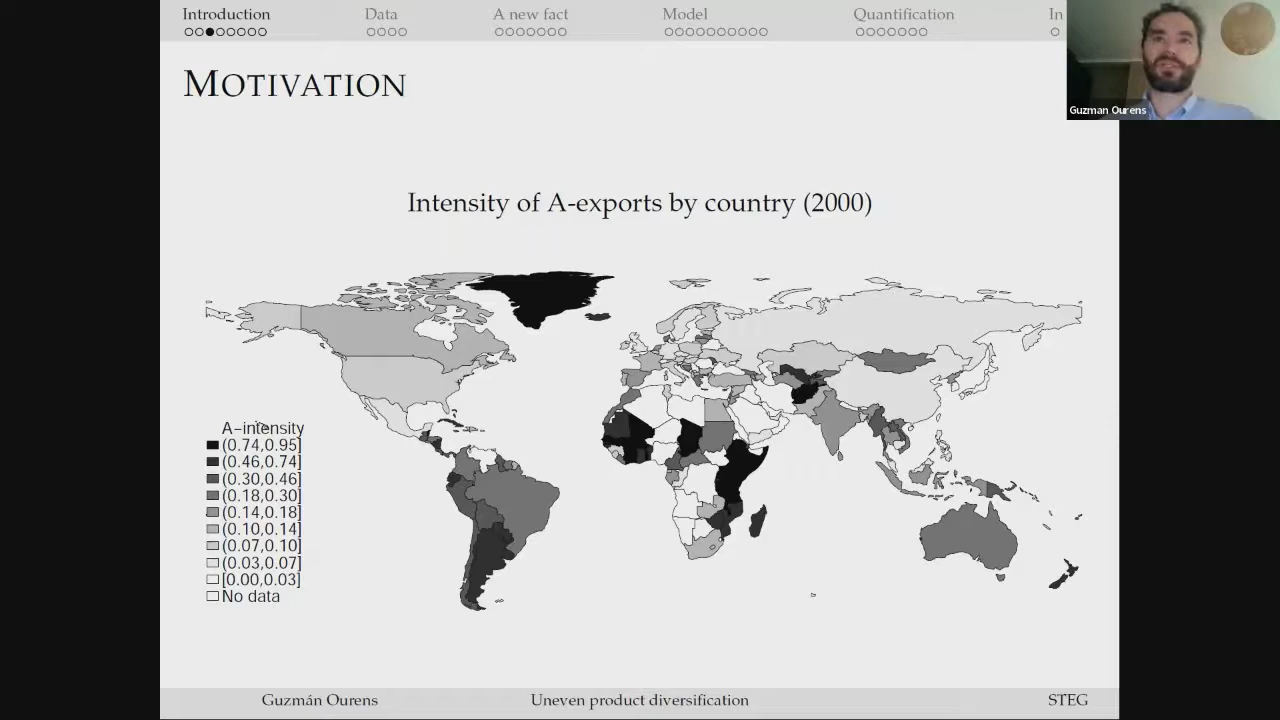 Introduction Data A new fact Model Quantification In
Guzman Ourens
MOTIVATION
Intensity of A-exports by country (2000)
A-intensity
(0.74,0.95]
(0.46,0.74]
(0.30,0.46]
(0.18,0.30]
(0.14,0.18]
(0.10,0.14]
(0.07,0.10]
(0.03,0.07]
[0.00,0.03]
No data
Guzmán Ourens Uneven product diversification STEG